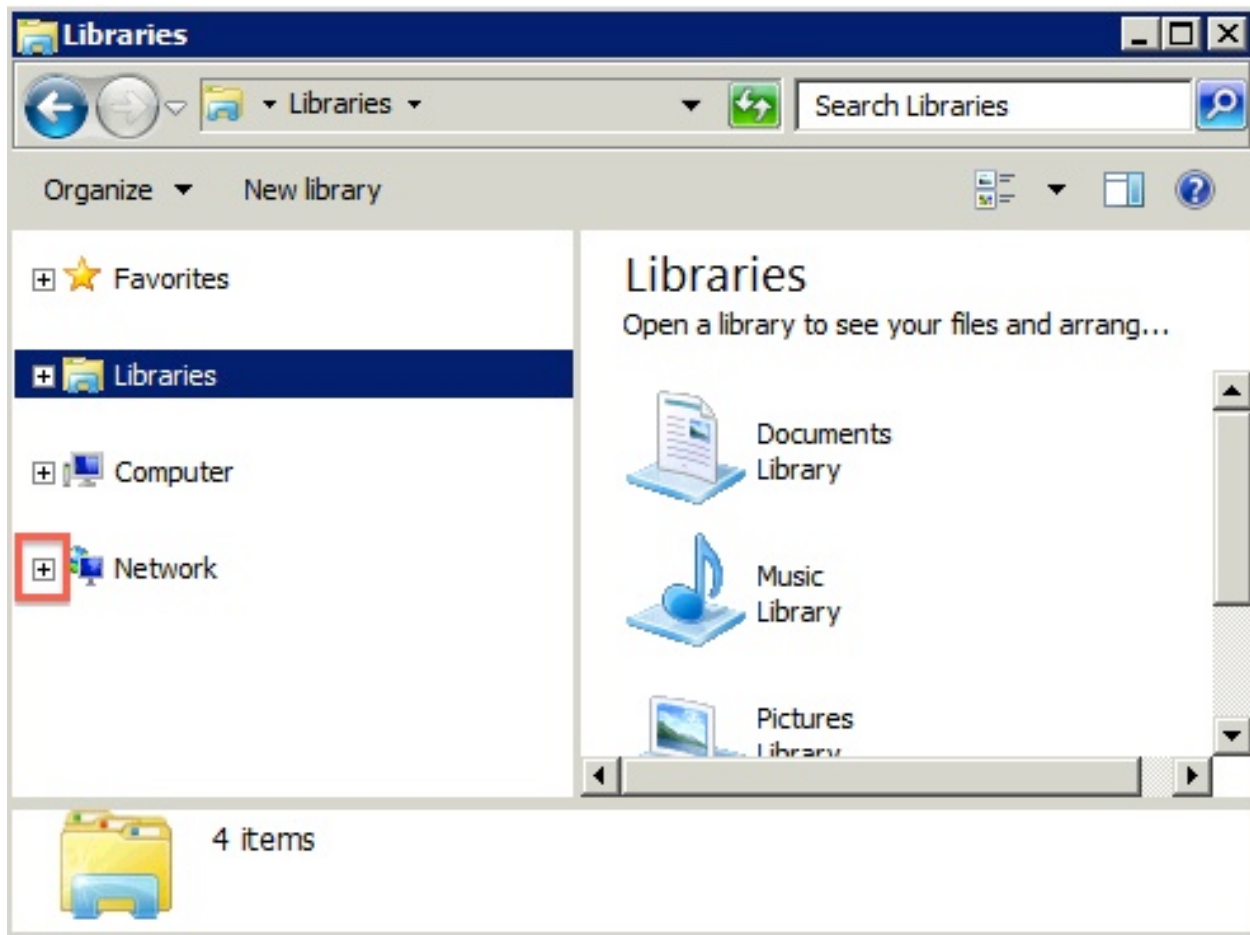 Libraries
Libraries
Search Libraries
Organize
New library
Favorites
Libraries
Computer
Network
Libraries
Open a library to see your files and arrang...
Documents
Library
Music
Library
Pictures
Library
4 items